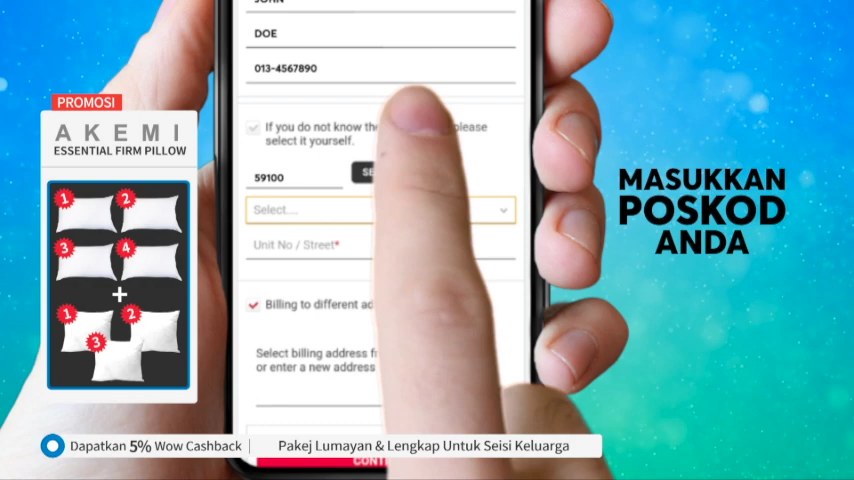 PROMOSI
AKEMI
ESSENTIAL FIRM PILLOW
1
2
3
4
+
1
2
3
DOE
013-4567890
If you do not know the please
select it yourself.
59100
Select....
Unit No / Street*
Billing to different
Select billing address
or enter a new address
MASUKKAN
POSKOD
ANDA
Dapatkan 5% Wow Cashback
Pakej Lumayan & Lengkap Untuk Seisi Keluarga